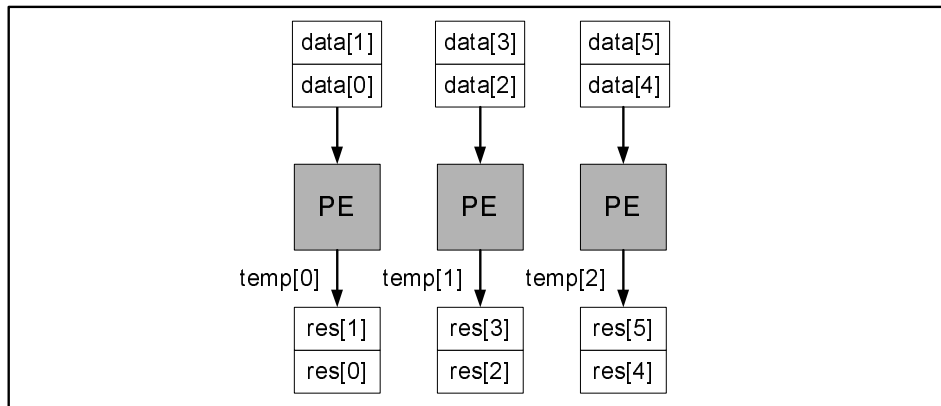 data[1] data[3] data[5]
data[0] data[2] data[4]
PE PE PE
temp[0] temp[1] temp[2]
res[1] res[3] res[5]
res[0] res[2] res[4]